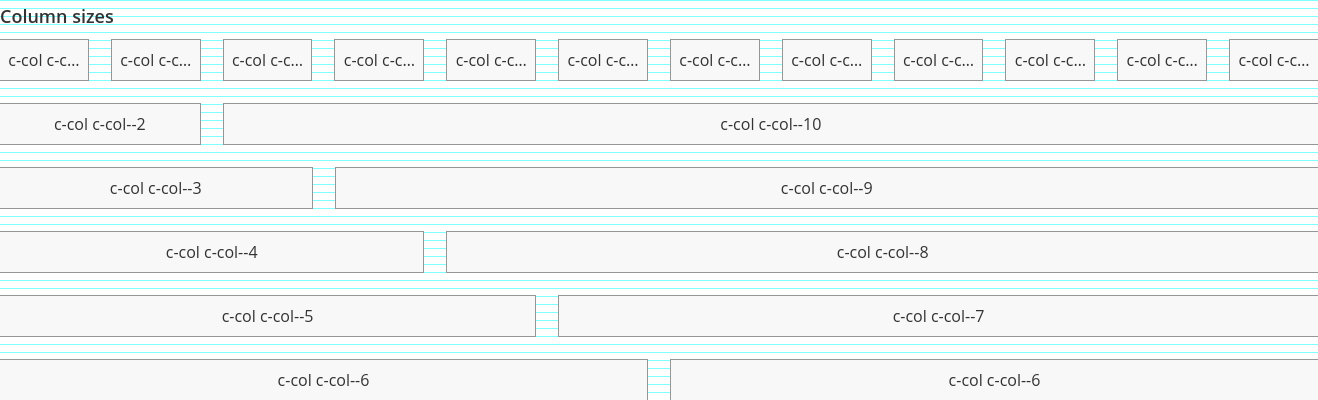 Column sizes
c-col c-c... c-col c-c... c-col c-c... c-col c-c... c-col c-c... c-col c-c... c-col c-c... c-col c-c... c-col c-c... c-col c-c... c-col c-c... c-col c-c...
c-col c-col--2 c-col c-col--10
c-col c-col--3 c-col c-col--9
c-col c-col--4 c-col c-col--8
c-col c-col--5 c-col c-col--7
c-col c-col--6 c-col c-col--6